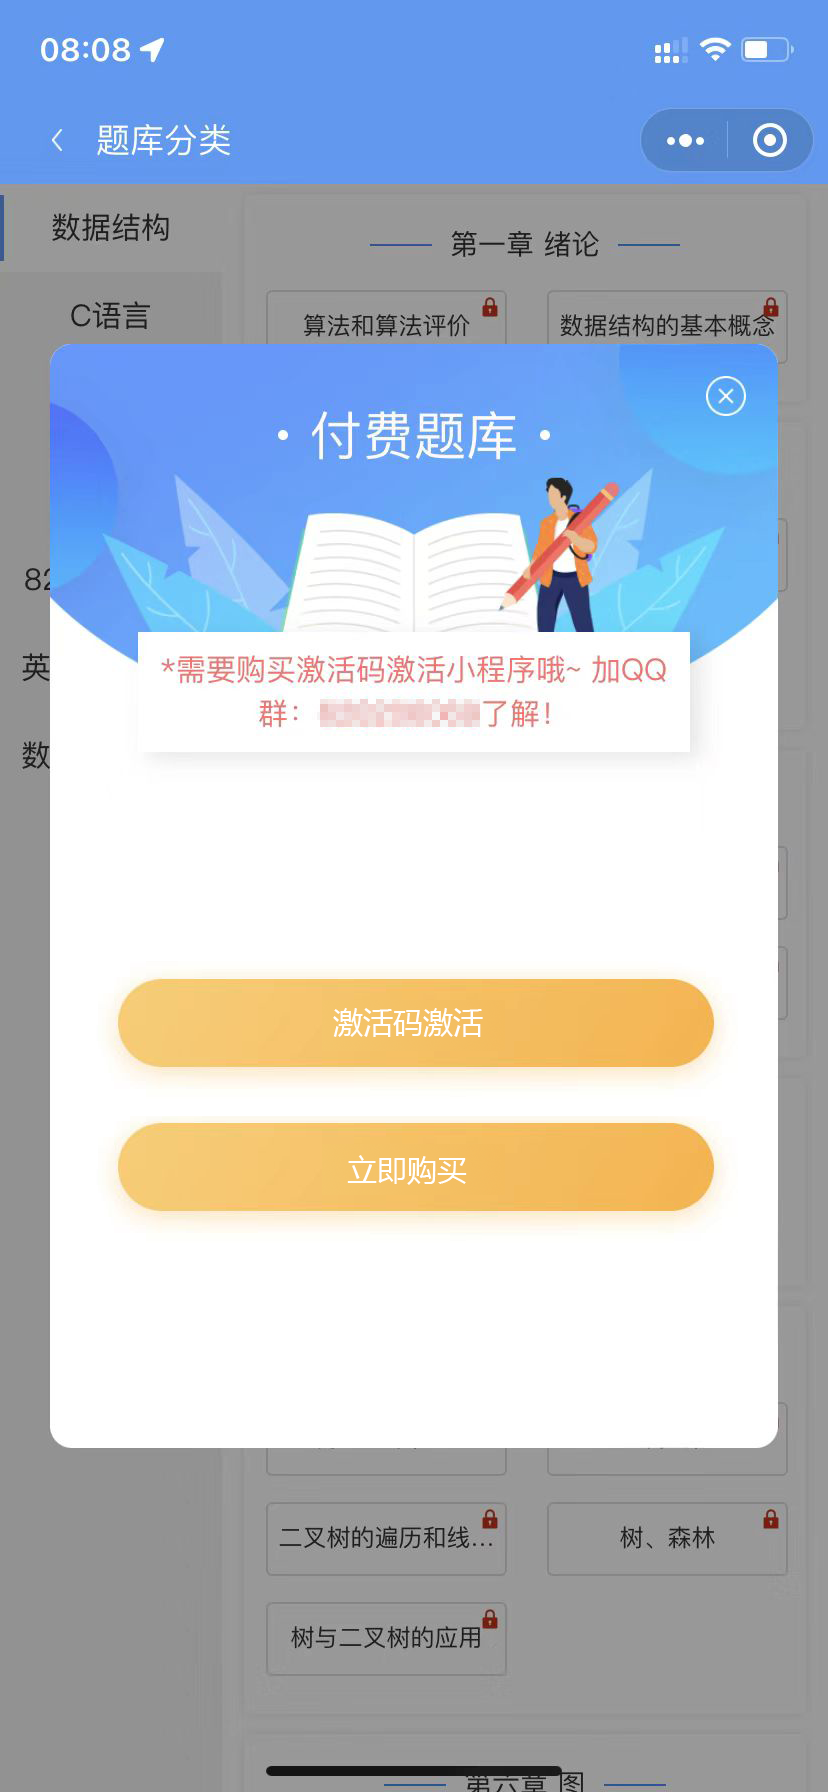 08:08
题库分类
数据结构
C语言
第一章 绪论
算法和算法评价
数据结构的基本概念
·付费题库·
82
英
数
*需要购买激活码激活小程序哦~ 加QQ
群：
了解！
激活码激活
立即购买
二叉树的遍历和线...
树、森林
树与二叉树的应用
第六章 图